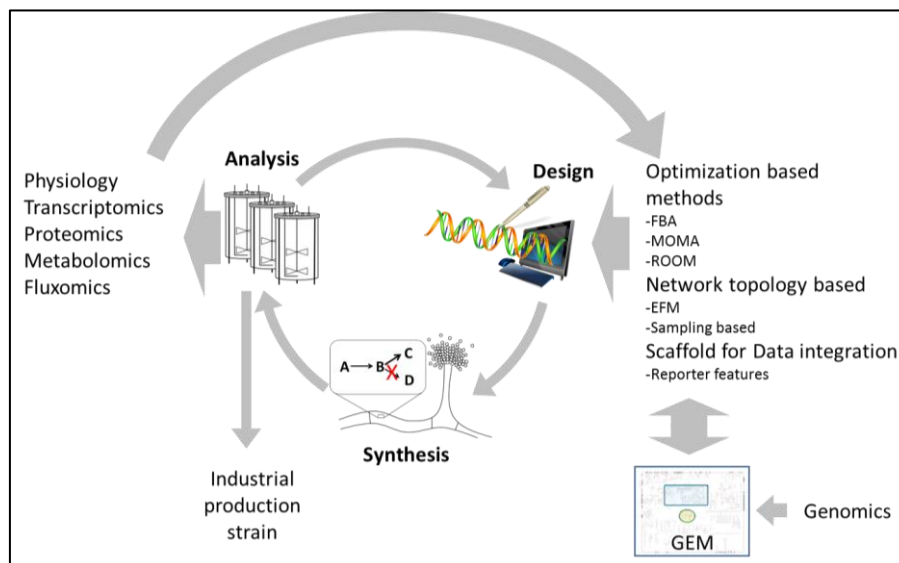 Analysis
Physiology
Transcriptomics
Proteomics
Metabolomics
Fluxomics
Design
Optimization based
methods
-FBA
-MOMA
-ROOM
Network topology based
-EFM
-Sampling based
Scaffold for Data integration
-Reporter features
A
B
C
D
Synthesis
Industrial
production
strain
GEM
Genomics